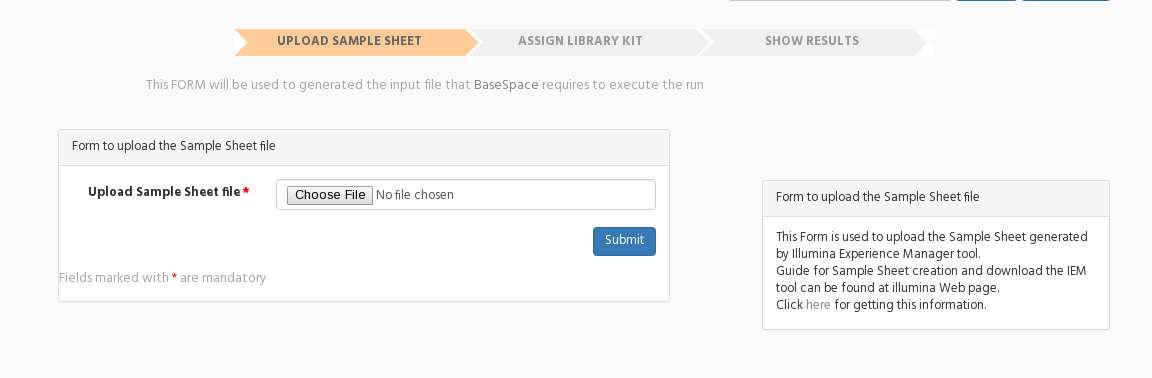 UPLOAD SAMPLE SHEET
ASSIGN LIBRARY KIT
SHOW RESULTS
This FORM will be used to generated the input file that BaseSpace requires to execute the run
Form to upload the Sample Sheet file
Upload Sample Sheet file *
Choose File No file chosen
Submit
Fields marked with * are mandatory
Form to upload the Sample Sheet file
This Form is used to upload the Sample Sheet generated
by Illumina Experience Manager tool.
Guide for Sample Sheet creation and download the IEM
tool can be found at illumina Web page.
Click here for getting this information.